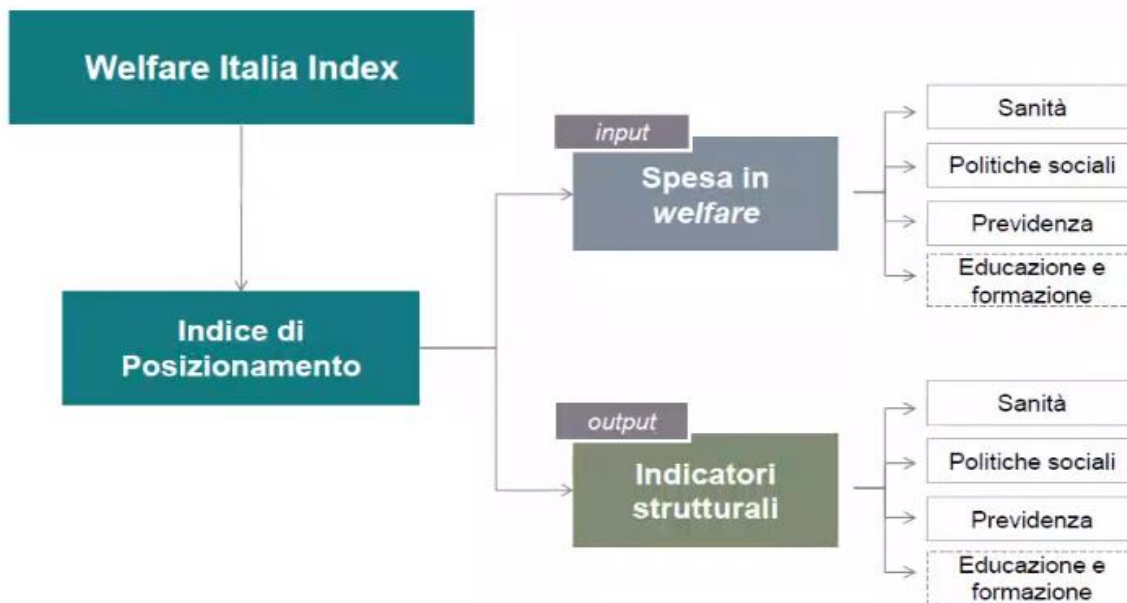 Welfare Italia Index
Indice di
Posizionamento
input
Spesa in
welfare
Sanità
Politiche sociali
Previdenza
Educazione e
formazione
output
Indicatori
strutturali
Sanità
Politiche sociali
Previdenza
Educazione e
formazione